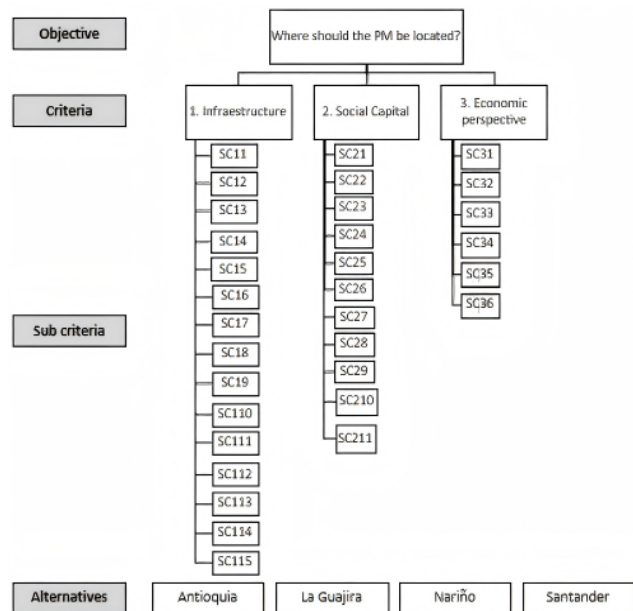 Objective
Where should the PM be located?
Criteria
1. Infraestructure
2. Social Capital
3. Economic
perspective
Sub criteria
SC11
SC12
SC13
SC14
SC15
SC16
SC17
SC18
SC19
SC110
SC111
SC112
SC113
SC114
SC115
SC21
SC22
SC23
SC24
SC25
SC26
SC27
SC28
SC29
SC210
SC211
SC31
SC32
SC33
SC34
SC35
SC36
Alternatives
Antioquia
La Guajira
Nariño
Santander